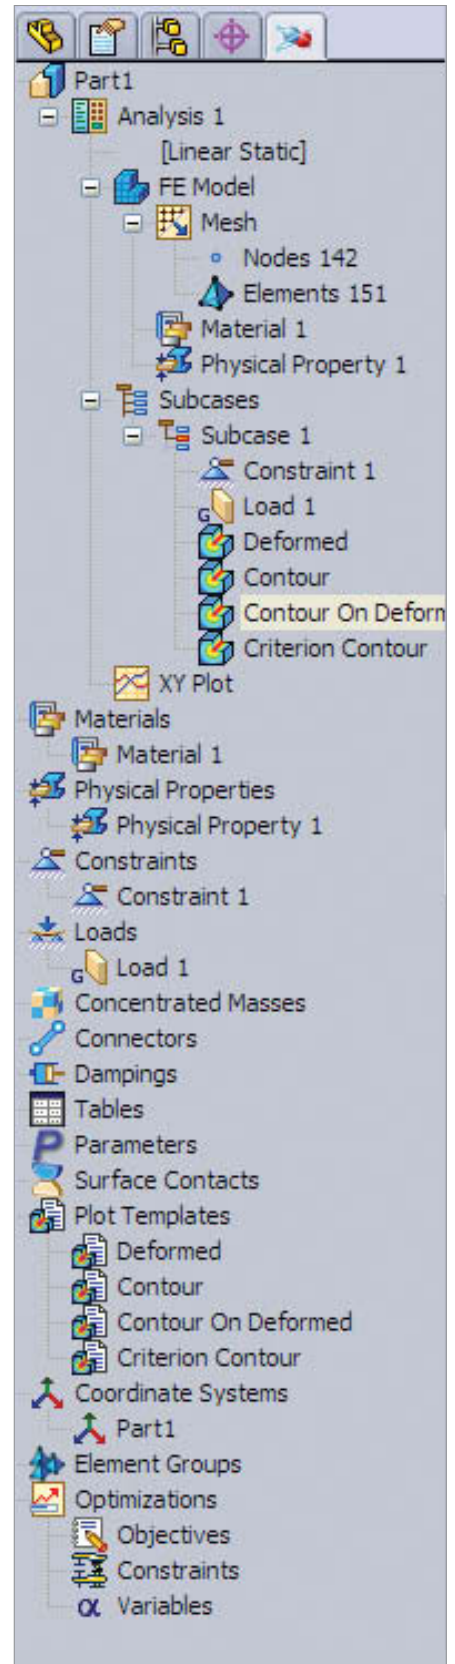 Part1
Analysis 1
[Linear Static]
FE Model
Mesh
Nodes 142
Elements 151
Material 1
Physical Property 1
Subcases
Subcase 1
Constraint 1
G Load 1
Deformed
Contour
Contour On Deform
Criterion Contour
XY Plot
Materials
Material 1
Physical Properties
Physical Property 1
Constraints
Constraint 1
Loads
G Load 1
Concentrated Masses
Connectors
Dampings
Tables
P Parameters
Surface Contacts
Plot Templates
Deformed
Contour
Contour On Deformed
Criterion Contour
Coordinate Systems
Part1
Element Groups
Optimizations
Objectives
Constraints
α Variables